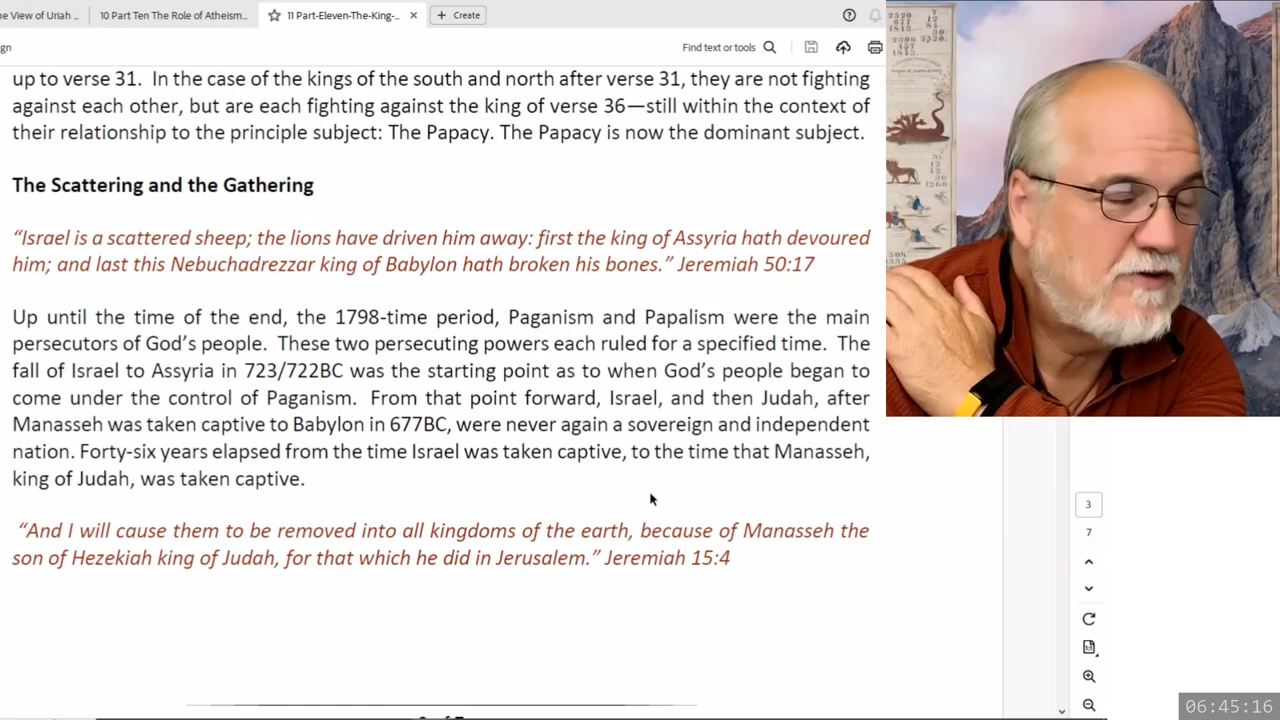 he View of Uriah ...
10 Part Ten The Role of Atheism...
11 Part-Eleven-The-King-...
Create
gn
Find text or tools
up to verse 31. In the case of the kings of the south and north after verse 31, they are not fighting
against each other, but are each fighting against the king of verse 36—still within the context of
their relationship to the principle subject: The Papacy. The Papacy is now the dominant subject.
The Scattering and the Gathering
“Israel is a scattered sheep; the lions have driven him away: first the king of Assyria hath devoured
him; and last this Nebuchadrezzar king of Babylon hath broken his bones.” Jeremiah 50:17
Up until the time of the end, the 1798-time period, Paganism and Papalism were the main
persecutors of God’s people. These two persecuting powers each ruled for a specified time. The
fall of Israel to Assyria in 723/722BC was the starting point as to when God’s people began to
come under the control of Paganism. From that point forward, Israel, and then Judah, after
Manasseh was taken captive to Babylon in 677BC, were never again a sovereign and independent
nation. Forty-six years elapsed from the time Israel was taken captive, to the time that Manasseh,
king of Judah, was taken captive.
“And I will cause them to be removed into all kingdoms of the earth, because of Manasseh the
son of Hezekiah king of Judah, for that which he did in Jerusalem.” Jeremiah 15:4
2520
677
1843
7
12
84
30
2520
31
30
1260
3
7
06:45:16